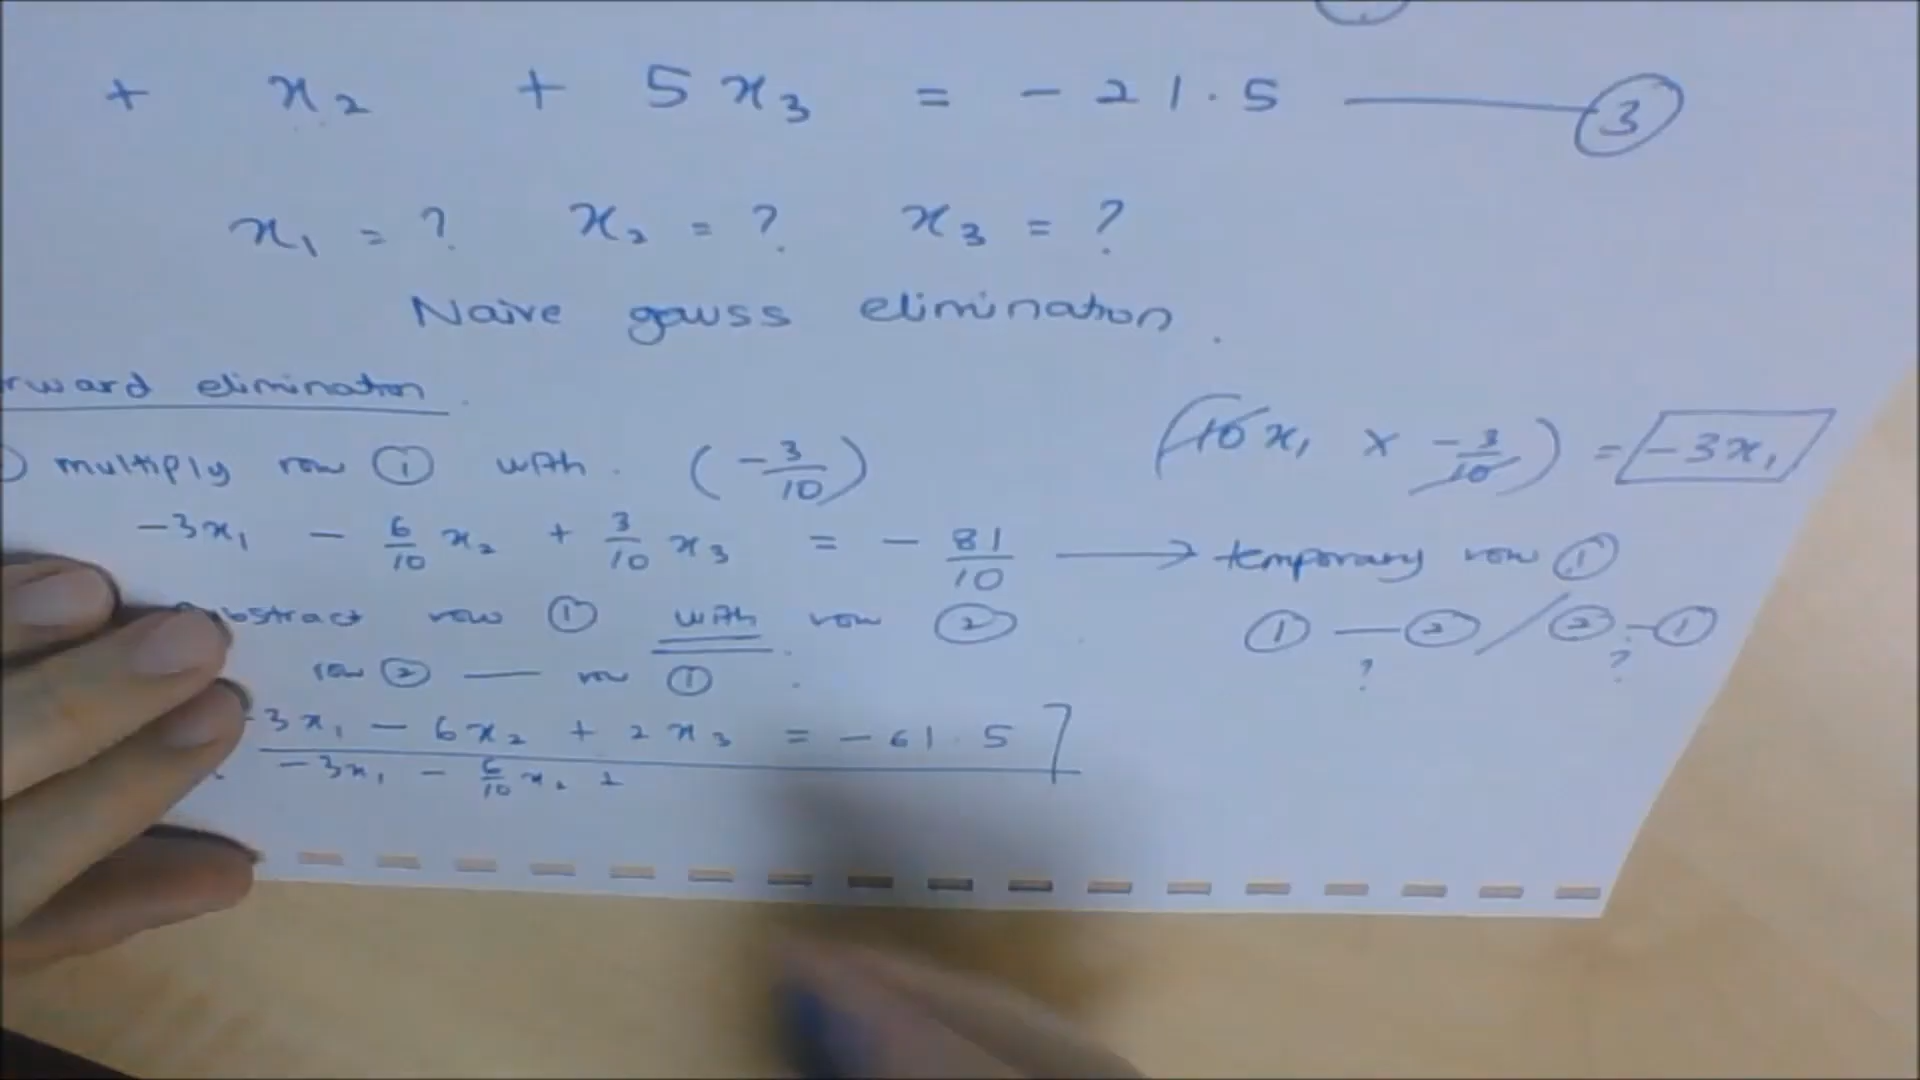 + x₂ + 5x₃ = -21.5 —— ③
x₁ = ? x₂ = ? x₃ = ?
Naive gauss elimination.
rward elimination.
multiply row ① with. (-3/10) (10x₁ × -3/10) = -3x₁
-3x₁ - 6/10 x₂ + 3/10 x₃ = -81/10 → temporary row ①
bstract row ① with row ② . ① — ② / ② - ①
row ② — row ① . ? ?
-3x₁ - 6x₂ + 2x₃ = -61.5
-3x₁ - 6/10 x₂ +